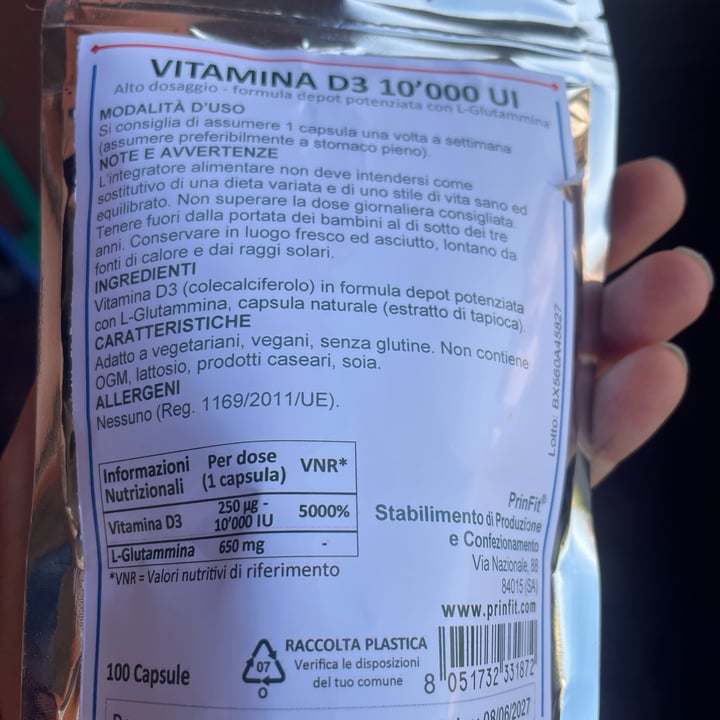 VITAMINA D3 10’000 UI
Alto dosaggio - formula depot potenziata con L-Glutammina
MODALITÀ D'USO
Si consiglia di assumere 1 capsula una volta a settimana
(assumere preferibilmente a stomaco pieno).
NOTE E AVVERTENZE
L'integratore alimentare non deve intendersi come
sostitutivo di una dieta variata e di uno stile di vita sano ed
equilibrato. Non superare la dose giornaliera consigliata.
Tenere fuori dalla portata dei bambini al di sotto dei tre
anni. Conservare in luogo fresco ed asciutto, lontano da
fonti di calore e dai raggi solari.
INGREDIENTI
Vitamina D3 (colecalciferolo) in formula depot potenziata
con L-Glutammina, capsula naturale (estratto di tapioca).
CARATTERISTICHE
Adatto a vegetariani, vegani, senza glutine. Non contiene
OGM, lattosio, prodotti caseari, soia.
ALLERGENI
Nessuno (Reg. 1169/2011/UE).
Lotto: BX560A45827
Informazioni Nutrizionali Per dose (1 capsula) VNR*
Vitamina D3 250 µg - 10’000 IU 5000%
L-Glutammina 650 mg -
*VNR = Valori nutritivi di riferimento
PrinFit®
Stabilimento di Produzione
e Confezionamento
Via Nazionale, 88
84015 (SA)
www.prinfit.com
100 Capsule
07
O
RACCOLTA PLASTICA
Verifica le disposizioni
del tuo comune
8 051732 331872
08/06/2027